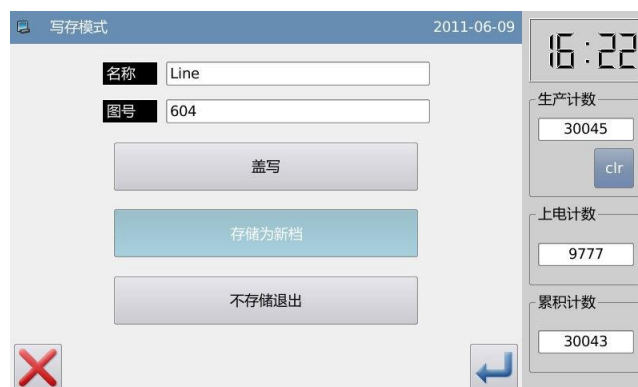 写存模式 2011-06-09
名称 Line
图号 604
盖写
存储为新档
不存储退出
16:22
生产计数
30045
clr
上电计数
9777
累积计数
30043